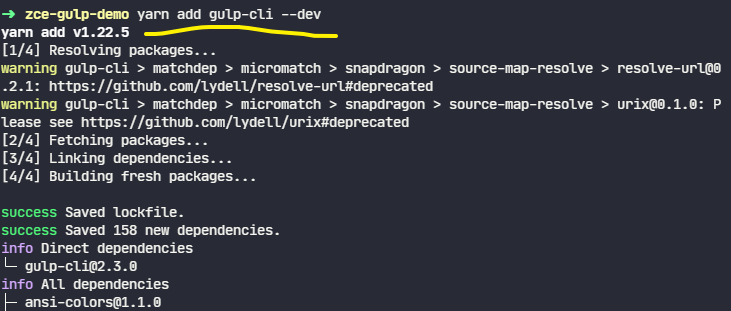 ➜ zce-gulp-demo yarn add gulp-cli --dev
yarn add v1.22.5
[1/4] Resolving packages...
warning gulp-cli > matchdep > micromatch > snapdragon > source-map-resolve > resolve-url@0
.2.1: https://github.com/lydell/resolve-url#deprecated
warning gulp-cli > matchdep > micromatch > snapdragon > source-map-resolve > urix@0.1.0: P
lease see https://github.com/lydell/urix#deprecated
[2/4] Fetching packages...
[3/4] Linking dependencies...
[4/4] Building fresh packages...
success Saved lockfile.
success Saved 158 new dependencies.
info Direct dependencies
└─ gulp-cli@2.3.0
info All dependencies
├─ ansi-colors@1.1.0